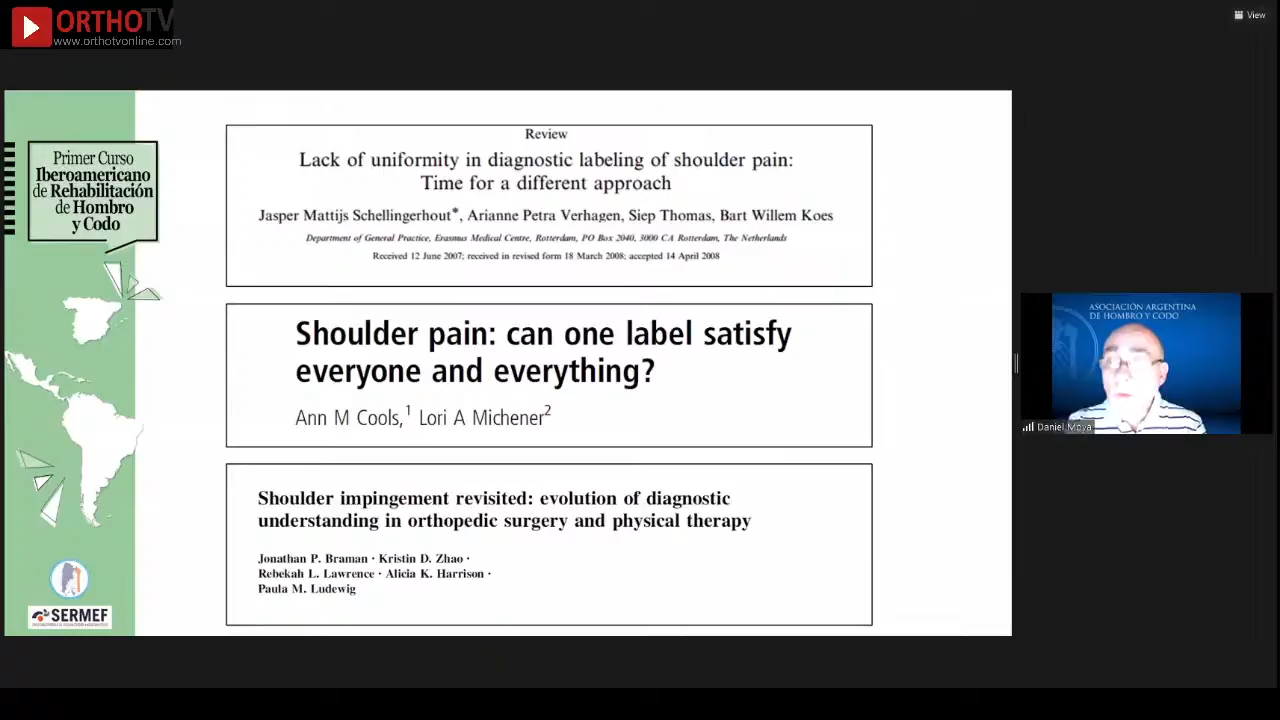 ORTHOTV
www.orthotvonline.com
View
Primer Curso
Iberoamericano
de Rehabilitación
de Hombro
y Codo
SERMEF
Review
Lack of uniformity in diagnostic labeling of shoulder pain:
Time for a different approach
Jasper Mattijs Schellingerhout*, Arianne Petra Verhagen, Siep Thomas, Bart Willem Koes
Department of General Practice, Erasmus Medical Centre, Rotterdam, PO Box 2040, 3000 CA Rotterdam, The Netherlands
Received 12 June 2007; received in revised form 18 March 2008; accepted 14 April 2008
Shoulder pain: can one label satisfy
everyone and everything?
Ann M Cools,1 Lori A Michener2
Shoulder impingement revisited: evolution of diagnostic
understanding in orthopedic surgery and physical therapy
Jonathan P. Braman · Kristin D. Zhao ·
Rebekah L. Lawrence · Alicia K. Harrison ·
Paula M. Ludewig
ASOCIACIÓN ARGENTINA
DE HOMBRO Y CODO
Daniel Moya